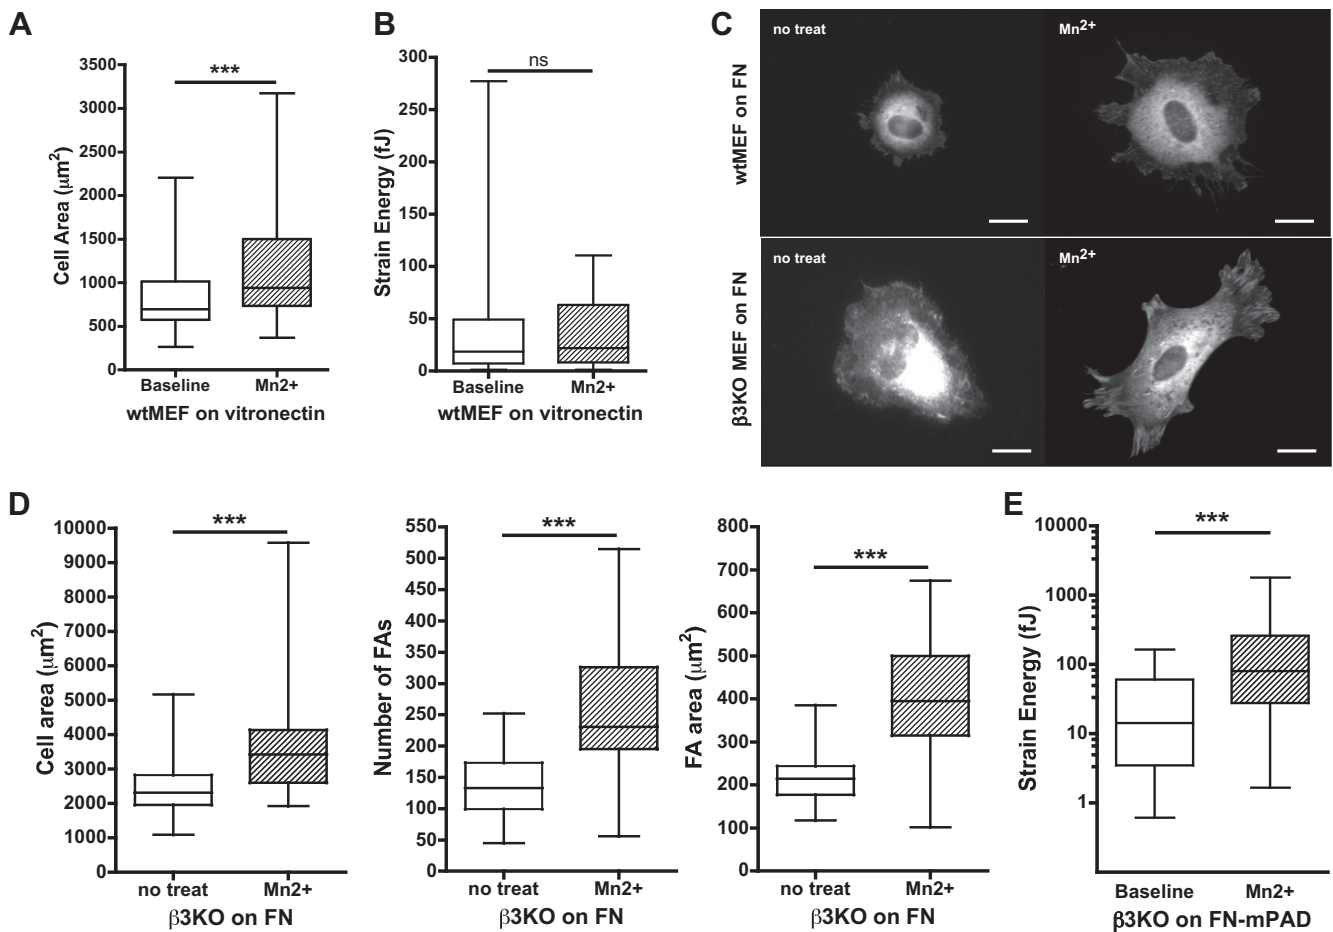 A
Cell Area (μm²)
3500
3000
2500
2000
1500
1000
500
0
***
Baseline
Mn2+
wtMEF on vitronectin
B
Strain Energy (fJ)
300
250
200
150
100
50
0
ns
Baseline
Mn2+
wtMEF on vitronectin
C
wtMEF on FN
no treat
Mn²⁺
β3KO MEF on FN
no treat
Mn²⁺
D
Cell area (μm²)
10000
9000
8000
7000
6000
5000
4000
3000
2000
1000
0
***
no treat
Mn2+
β3KO on FN
Number of FAs
550
500
450
400
350
300
250
200
150
100
50
0
***
no treat
Mn2+
β3KO on FN
FA area (μm²)
800
700
600
500
400
300
200
100
0
***
no treat
Mn2+
β3KO on FN
E
Strain Energy (fJ)
10000
1000
100
10
1
***
Baseline
Mn2+
β3KO on FN-mPAD